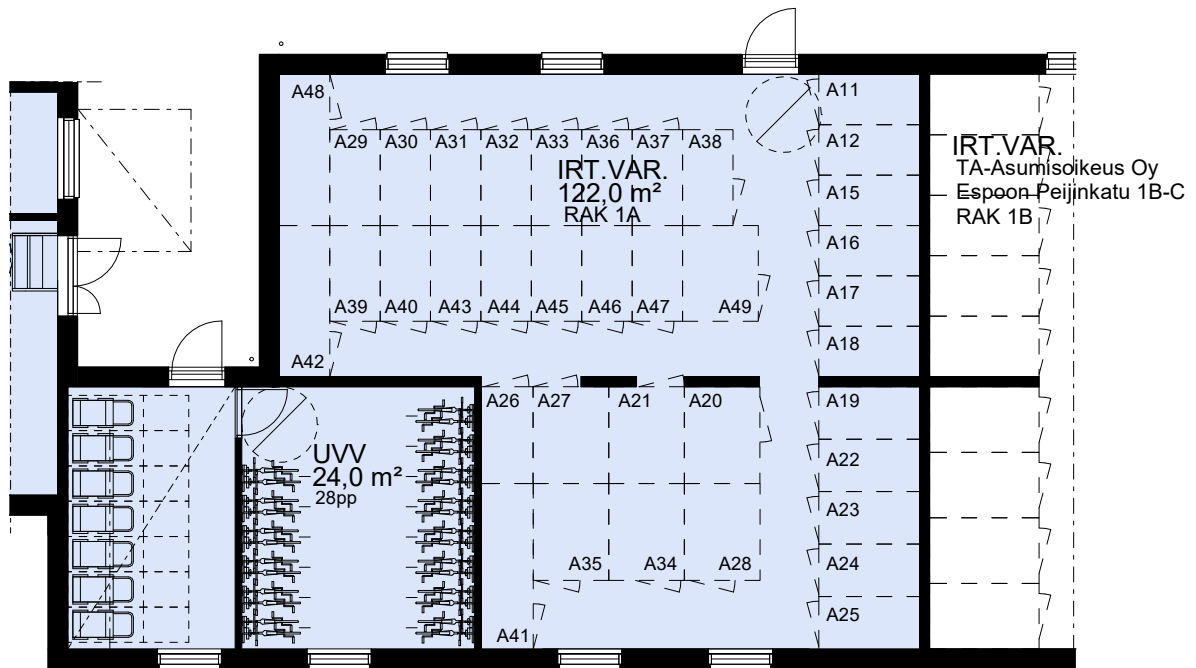 A48
A11
A29
A30
A31
A32
A33
A36
A37
A38
A12
IRT.VAR.
122,0 m²
RAK 1A
A15
IRT.VAR.
TA-Asumisoikeus Oy
Espoon Peijinkatu 1B-C
RAK 1B
A16
A17
A39
A40
A43
A44
A45
A46
A47
A49
A18
A42
A26
A27
A21
A20
A19
UVV
24,0 m²
28pp
A22
A23
A35
A34
A28
A24
A41
A25